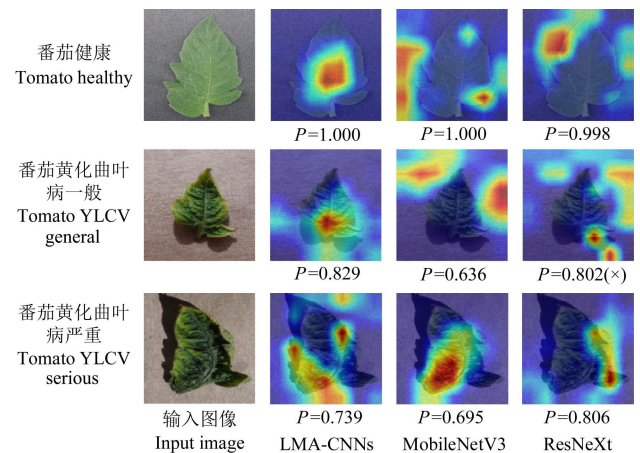 番茄健康
Tomato healthy
P=1.000
P=1.000
P=0.998
番茄黄化曲叶
病一般
Tomato YLCV
general
P=0.829
P=0.636
P=0.802(×)
番茄黄化曲叶
病严重
Tomato YLCV
serious
输入图像
Input image
P=0.739
LMA-CNNs
P=0.695
MobileNetV3
P=0.806
ResNeXt